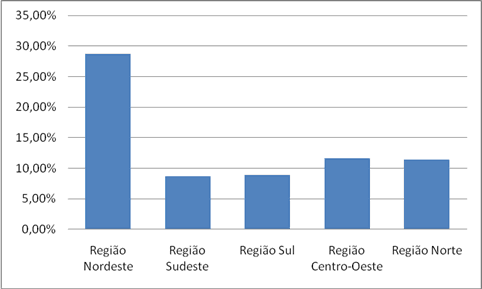 35,00%
30,00%
25,00%
20,00%
15,00%
10,00%
5,00%
0,00%
Região
Nordeste
Região
Sudeste
Região Sul
Região
Centro-Oeste
Região Norte